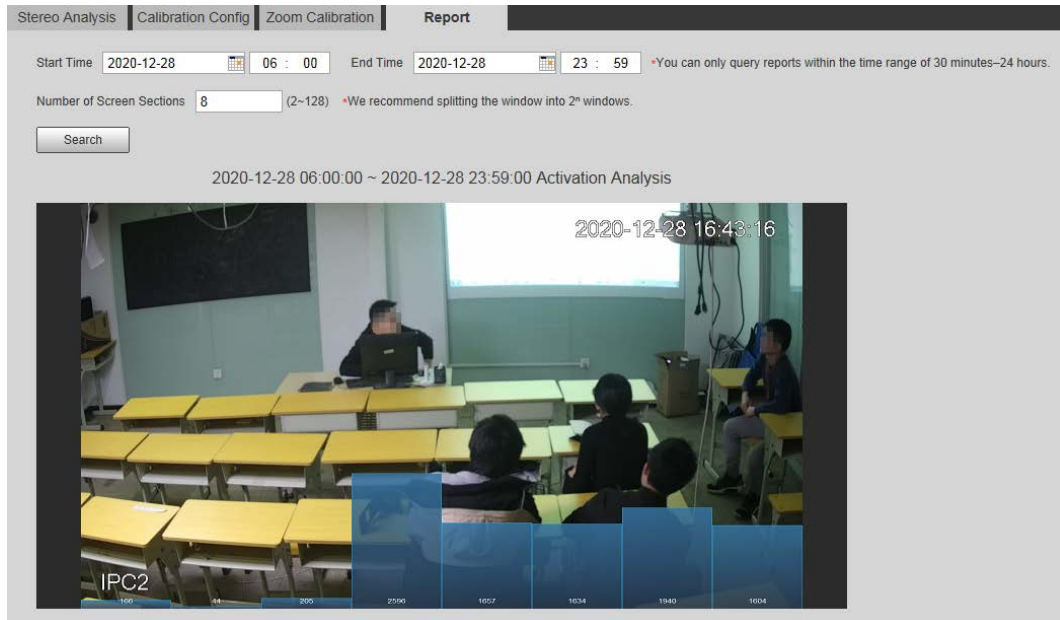 Stereo Analysis Calibration Config Zoom Calibration Report
Start Time 2020-12-28 06 : 00 End Time 2020-12-28 23 : 59 *You can only query reports within the time range of 30 minutes–24 hours.
Number of Screen Sections 8 (2~128) *We recommend splitting the window into 2ⁿ windows.
Search
2020-12-28 06:00:00 ~ 2020-12-28 23:59:00 Activation Analysis
2020-12-28 16:43:16
IPC2
166 44 205 2596 1657 1634 1940 1604